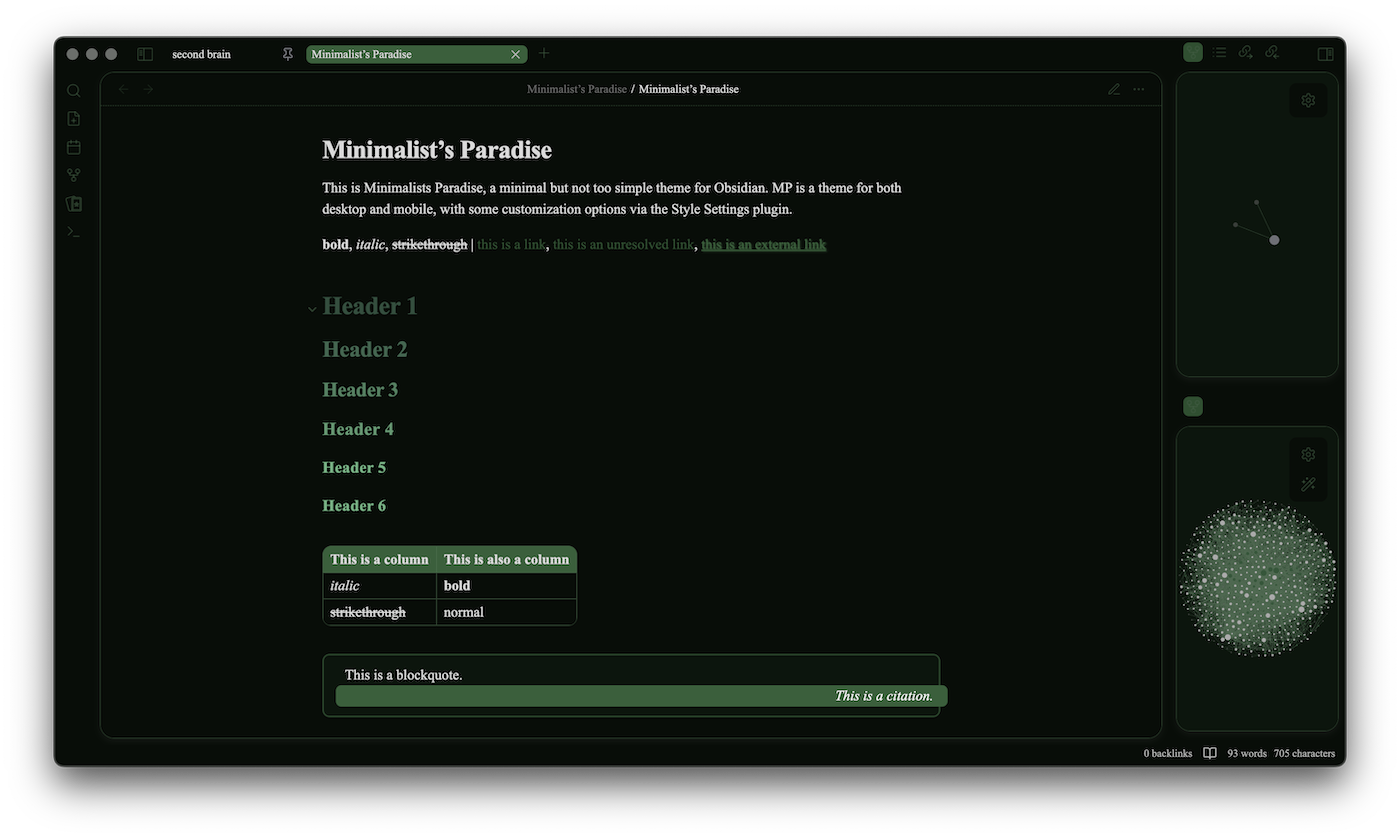 second brain
Minimalist’s Paradise
Minimalist’s Paradise / Minimalist’s Paradise
Minimalist’s Paradise
This is Minimalists Paradise, a minimal but not too simple theme for Obsidian. MP is a theme for both
desktop and mobile, with some customization options via the Style Settings plugin.
bold, italic, strikethrough | this is a link, this is an unresolved link, this is an external link
Header 1
Header 2
Header 3
Header 4
Header 5
Header 6
This is a column This is also a column
italic bold
strikethrough normal
This is a blockquote.
This is a citation.
0 backlinks 93 words 705 characters